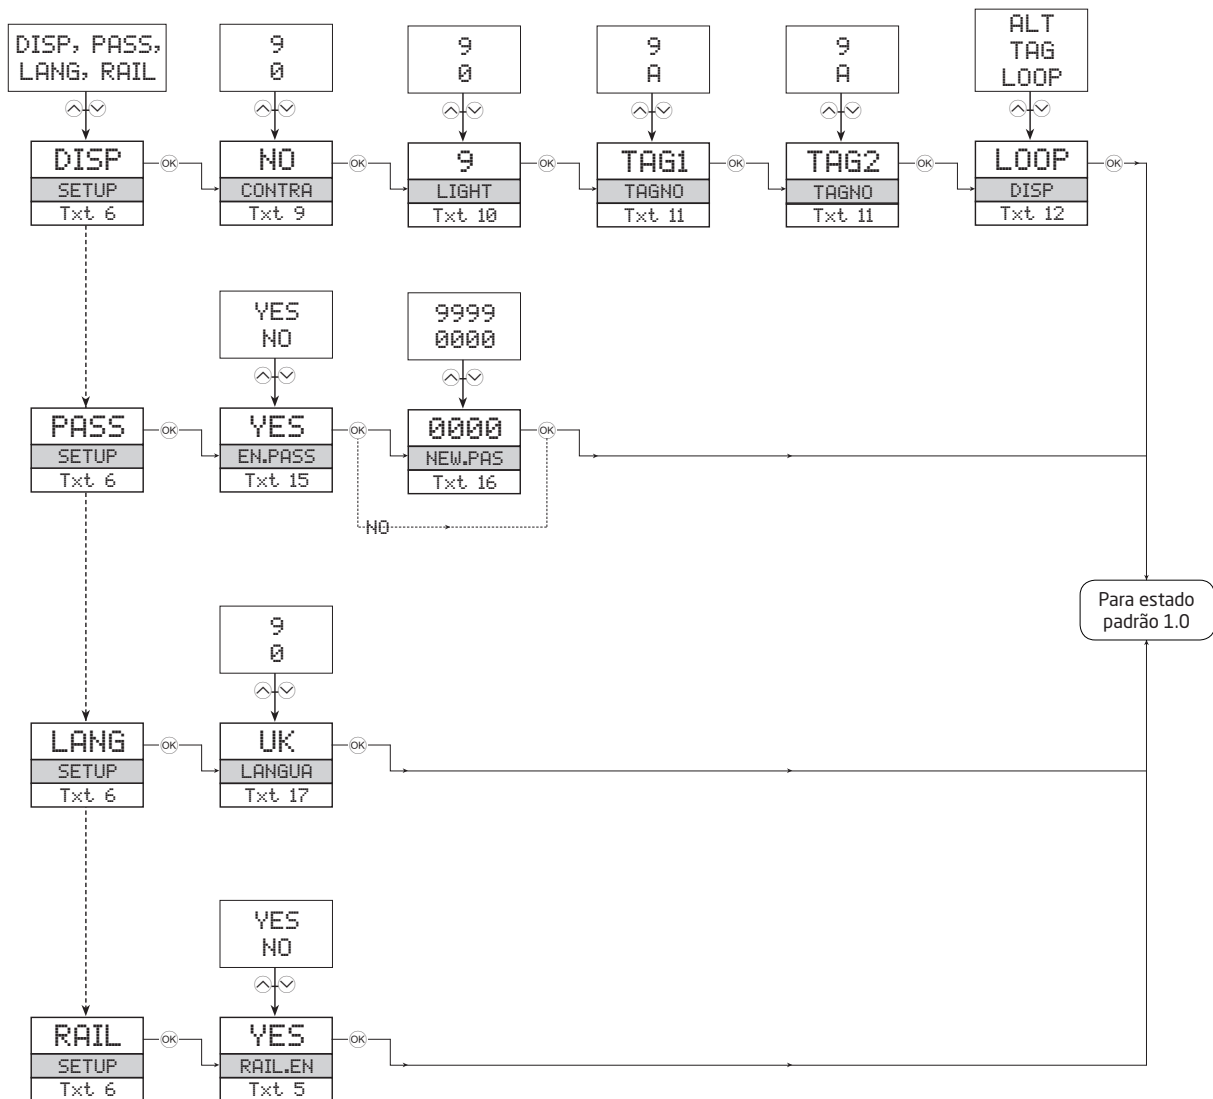 DISP, PASS,
LANG, RAIL
9
0
9
0
9
A
9
A
ALT
TAG
LOOP
DISP
SETUP
Txt 6
OK
NO
CONTRA
Txt 9
OK
9
LIGHT
Txt 10
OK
TAG1
TAGNO
Txt 11
OK
TAG2
TAGNO
Txt 11
OK
LOOP
DISP
Txt 12
OK
YES
NO
9999
0000
PASS
SETUP
Txt 6
OK
YES
EN.PASS
Txt 15
OK
0000
NEW.PAS
Txt 16
OK
NO
Para estado
padrão 1.0
9
0
LANG
SETUP
Txt 6
OK
UK
LANGUA
Txt 17
OK
YES
NO
RAIL
SETUP
Txt 6
OK
YES
RAIL.EN
Txt 5
OK